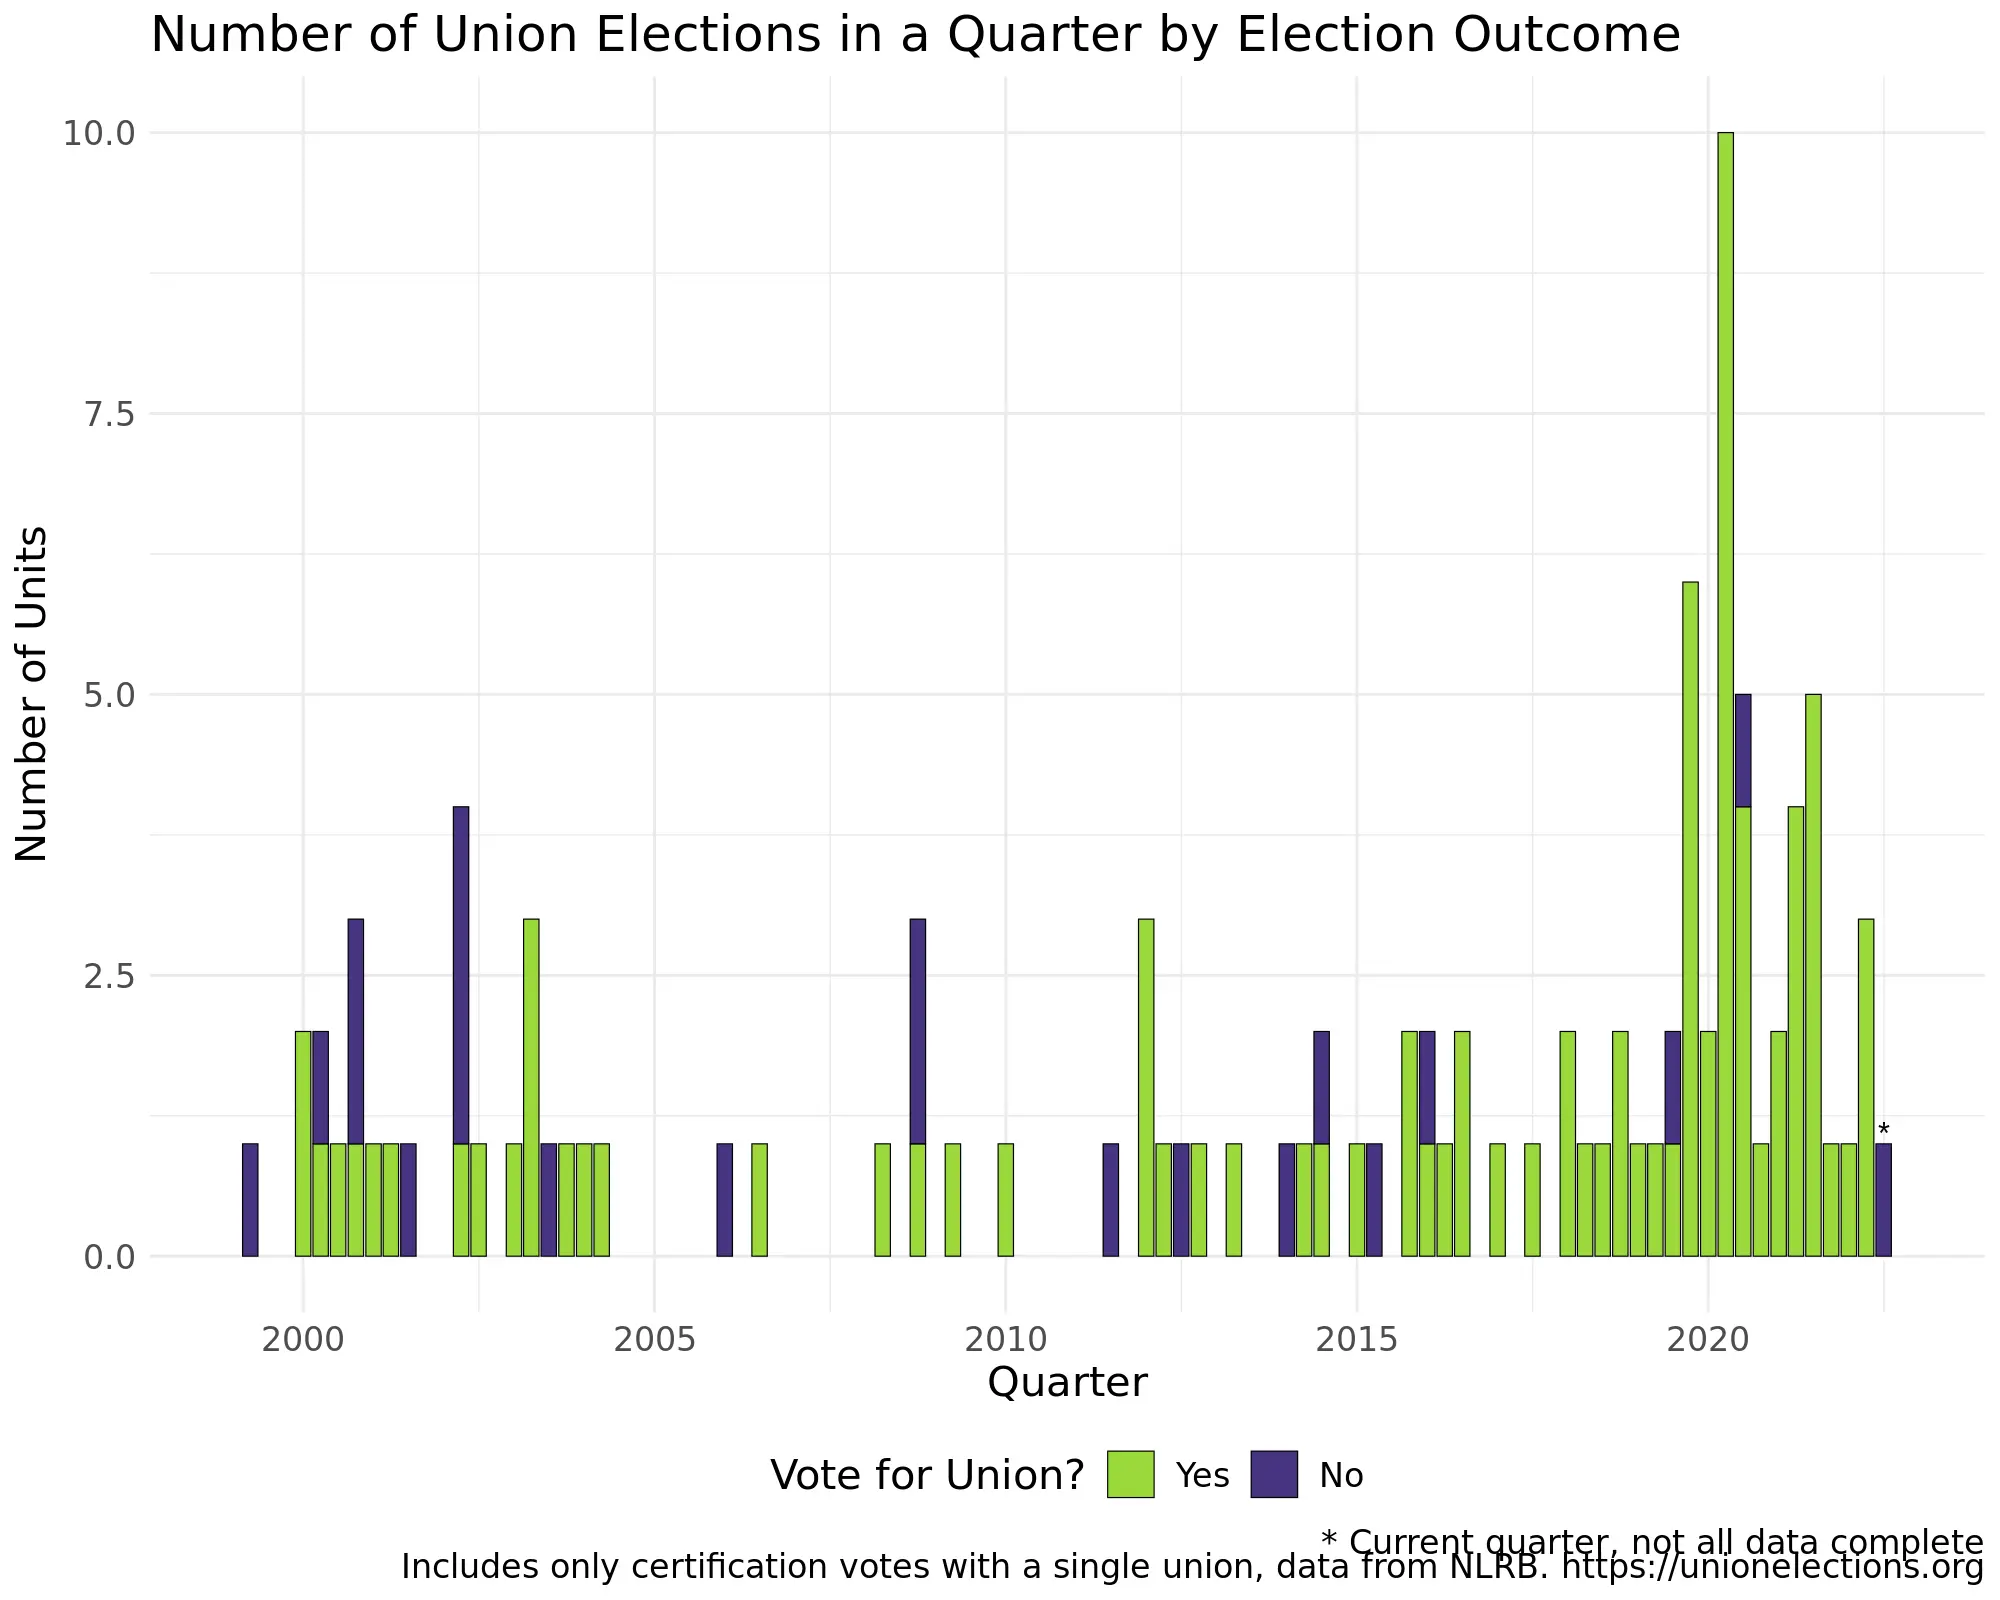 Number of Union Elections in a Quarter by Election Outcome
10.0
7.5
5.0
2.5
0.0
Number of Units
*
2000 2005 2010 2015 2020
Quarter
Vote for Union? Yes No
* Current quarter, not all data complete
Includes only certification votes with a single union, data from NLRB. https://unionelections.org